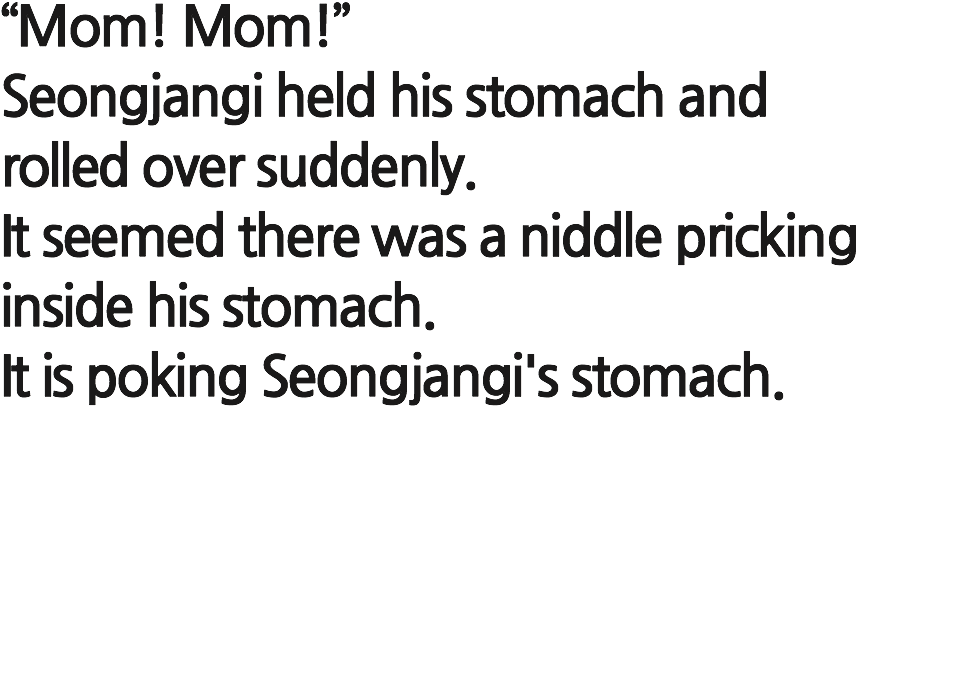 “Mom! Mom!”
Seongjangi held his stomach and
rolled over suddenly.
It seemed there was a niddle pricking
inside his stomach.
It is poking Seongjangi's stomach.